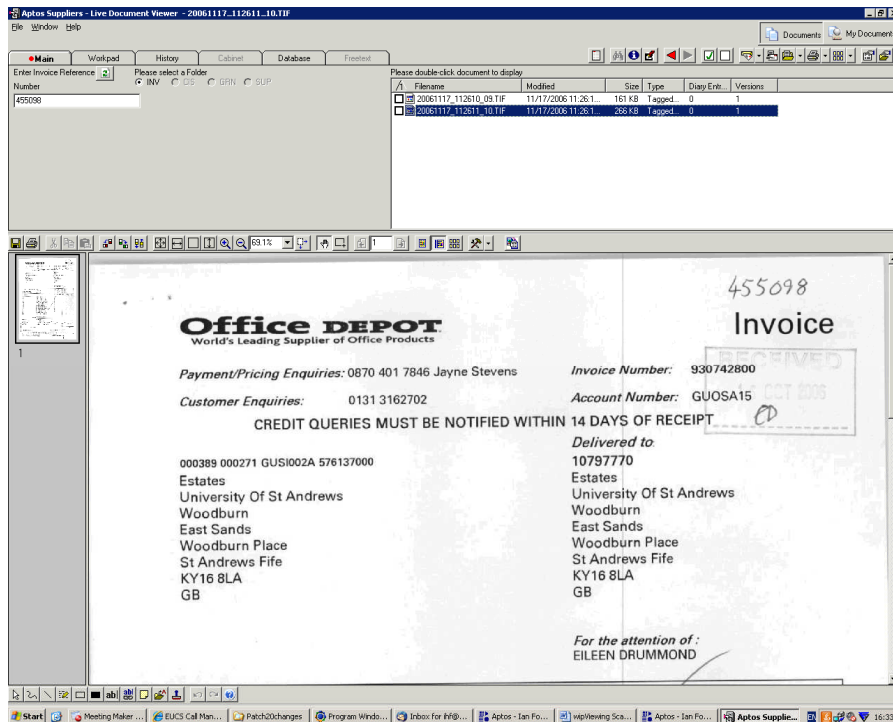 Aptos Suppliers - Live Document Viewer - 20061117_112611_10.TIF
File Window Help
Documents My Document
Main Workpad History Cabinet Database Freetext
Enter Invoice Reference Please select a Folder Please double-click document to display
Number INV CIS GRN SUP
455098
Filename Modified Size Type Diary Entr... Versions
20061117_112610_09.TIF 11/17/2006 11:26:1... 161 KB Tagged... 0 1
20061117_112611_10.TIF 11/17/2006 11:26:1... 266 KB Tagged... 0 1
69.1% 1
1
455098
Office DEPOT
World's Leading Supplier of Office Products
Invoice
RECEIVED
OCT 2006
Payment/Pricing Enquiries: 0870 401 7846 Jayne Stevens
Invoice Number: 930742800
Customer Enquiries: 0131 3162702
Account Number: GUOSA15
CREDIT QUERIES MUST BE NOTIFIED WITHIN 14 DAYS OF RECEIPT
000389 000271 GUSI002A 576137000
Estates
University Of St Andrews
Woodburn
East Sands
Woodburn Place
St Andrews Fife
KY16 8LA
GB
Delivered to:
10797770
Estates
University Of St Andrews
Woodburn
East Sands
Woodburn Place
St Andrews Fife
KY16 8LA
GB
For the attention of :
EILEEN DRUMMOND
abl
Start Meeting Maker ... EUCS Call Man... Patch20changes Program Windo... Inbox for ihf@... Aptos - Ian Fo... wipViewing Sca... Aptos - Ian Fo... Aptos Supplie... 16:33